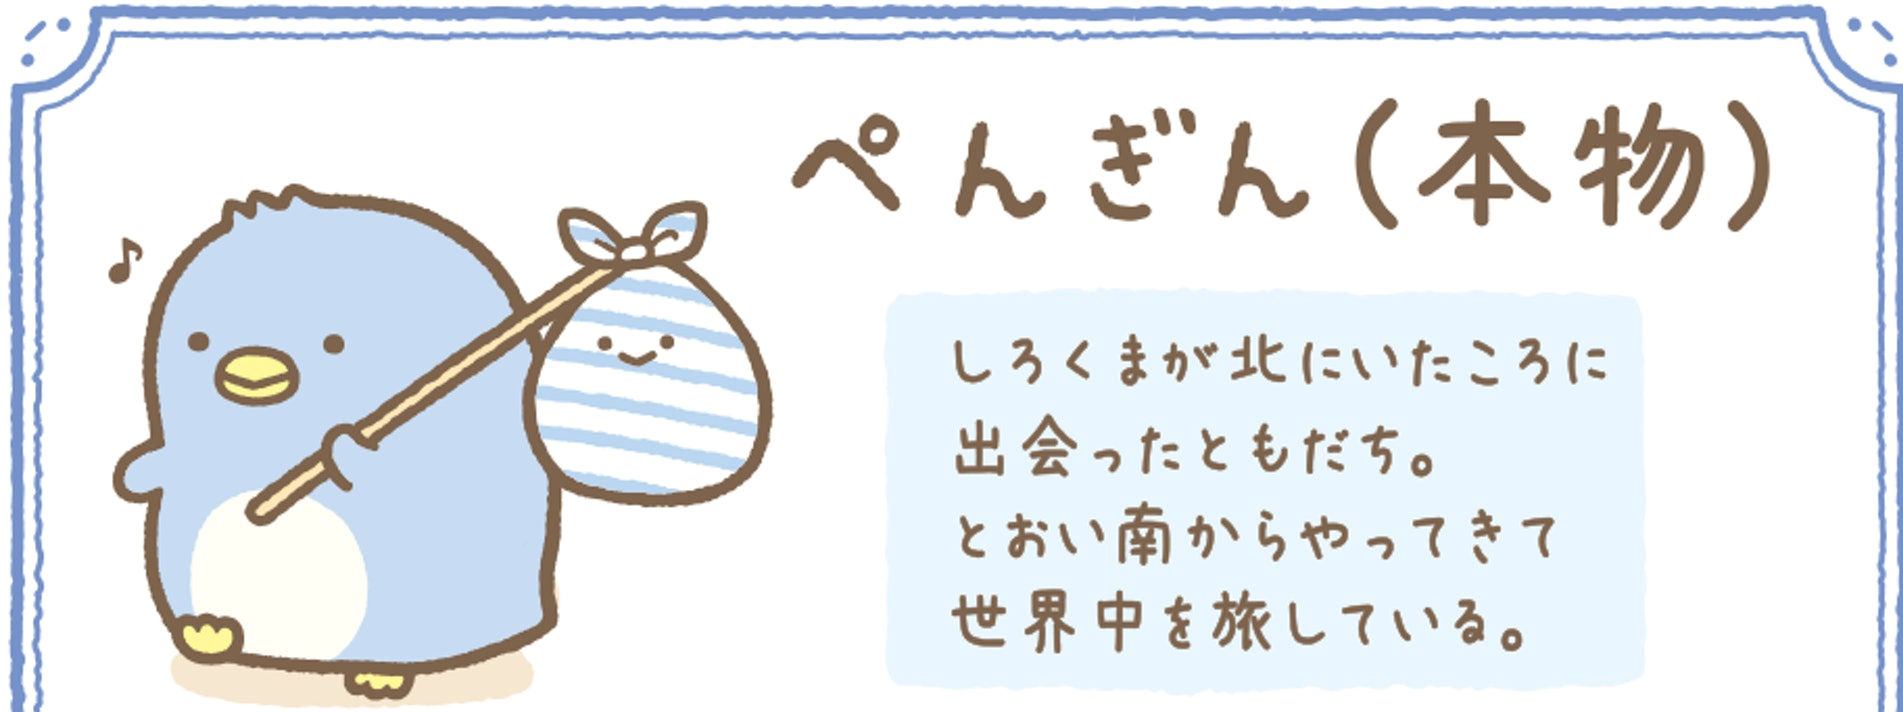 ぺんぎん(本物)
しろくまが北にいたころに
出会ったともだち。
とおい南からやってきて
世界中を旅している。